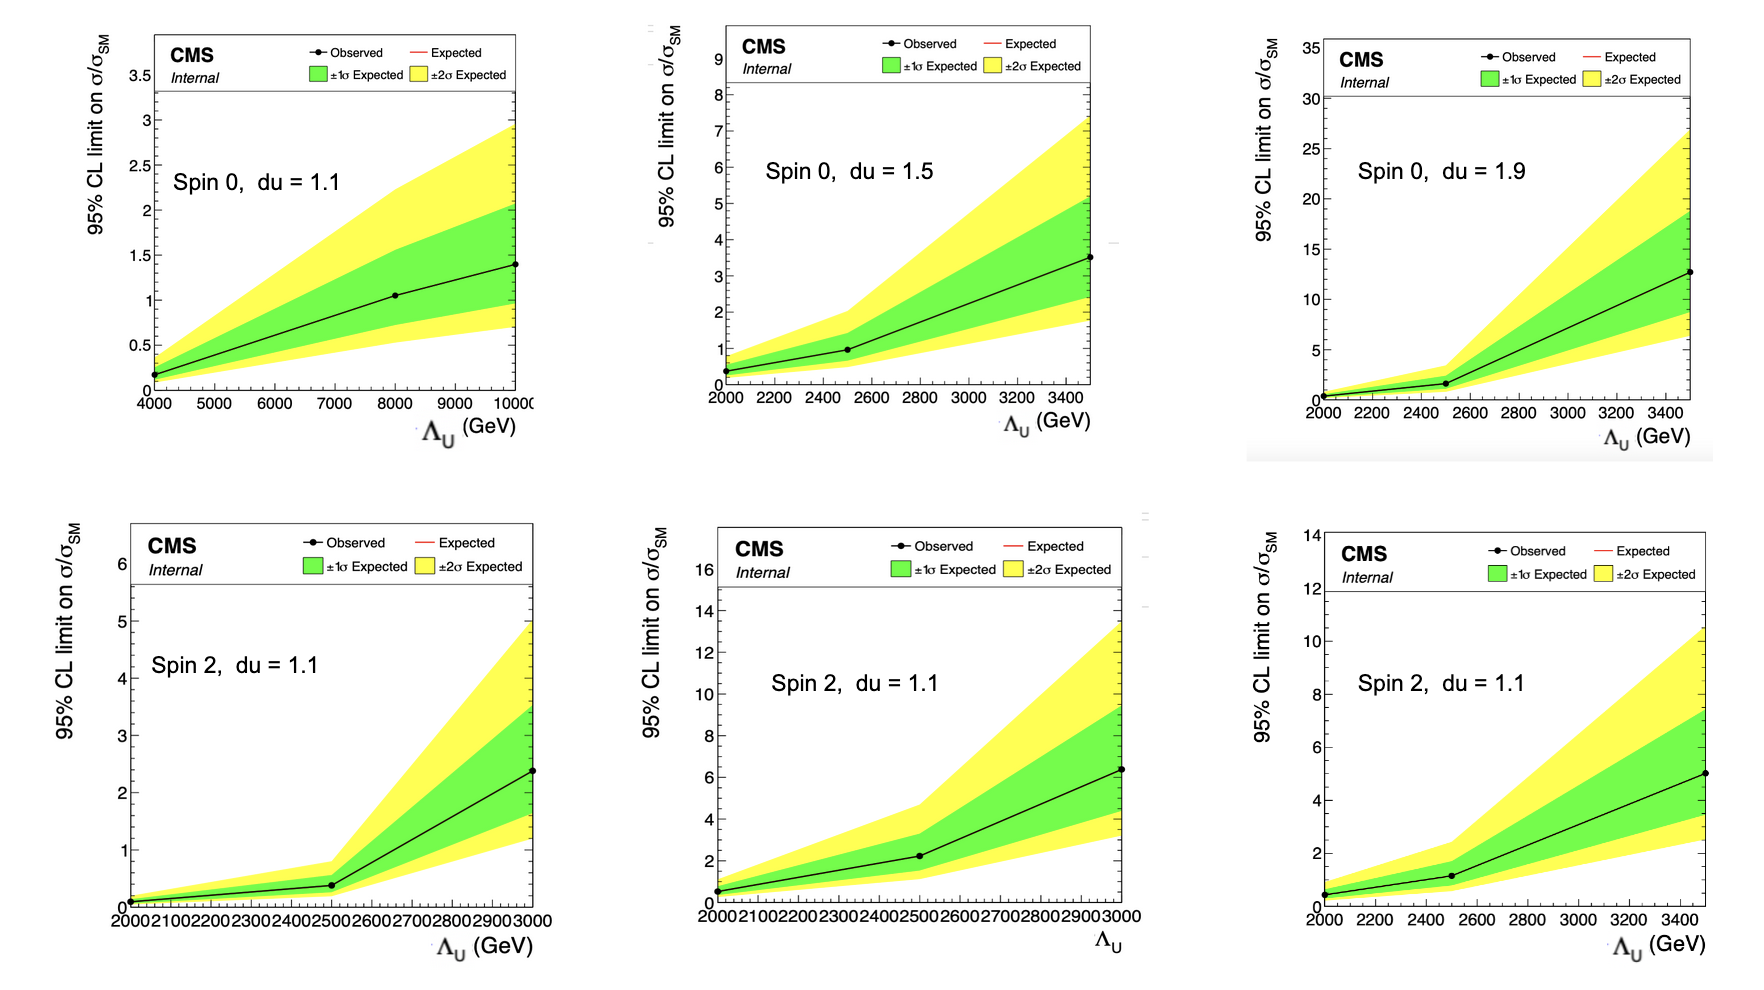 95% CL limit on σ/σSM
CMS
Internal
Observed
Expected
±1σ Expected
±2σ Expected
Spin 0, du = 1.1
3.5
3
2.5
2
1.5
1
0.5
0
4000 5000 6000 7000 8000 9000 10000
ΛU (GeV)
95% CL limit on σ/σSM
CMS
Internal
Observed
Expected
±1σ Expected
±2σ Expected
Spin 0, du = 1.5
9
8
7
6
5
4
3
2
1
0
2000 2200 2400 2600 2800 3000 3200 3400
ΛU (GeV)
95% CL limit on σ/σSM
CMS
Internal
Observed
Expected
±1σ Expected
±2σ Expected
Spin 0, du = 1.9
35
30
25
20
15
10
5
0
2000 2200 2400 2600 2800 3000 3200 3400
ΛU (GeV)
95% CL limit on σ/σSM
CMS
Internal
Observed
Expected
±1σ Expected
±2σ Expected
Spin 2, du = 1.1
6
5
4
3
2
1
0
2000 2100 2200 2300 2400 2500 2600 2700 2800 2900 3000
ΛU (GeV)
95% CL limit on σ/σSM
CMS
Internal
Observed
Expected
±1σ Expected
±2σ Expected
Spin 2, du = 1.1
16
14
12
10
8
6
4
2
0
2000 2100 2200 2300 2400 2500 2600 2700 2800 2900 3000
ΛU
95% CL limit on σ/σSM
CMS
Internal
Observed
Expected
±1σ Expected
±2σ Expected
Spin 2, du = 1.1
14
12
10
8
6
4
2
0
2000 2200 2400 2600 2800 3000 3200 3400
ΛU (GeV)